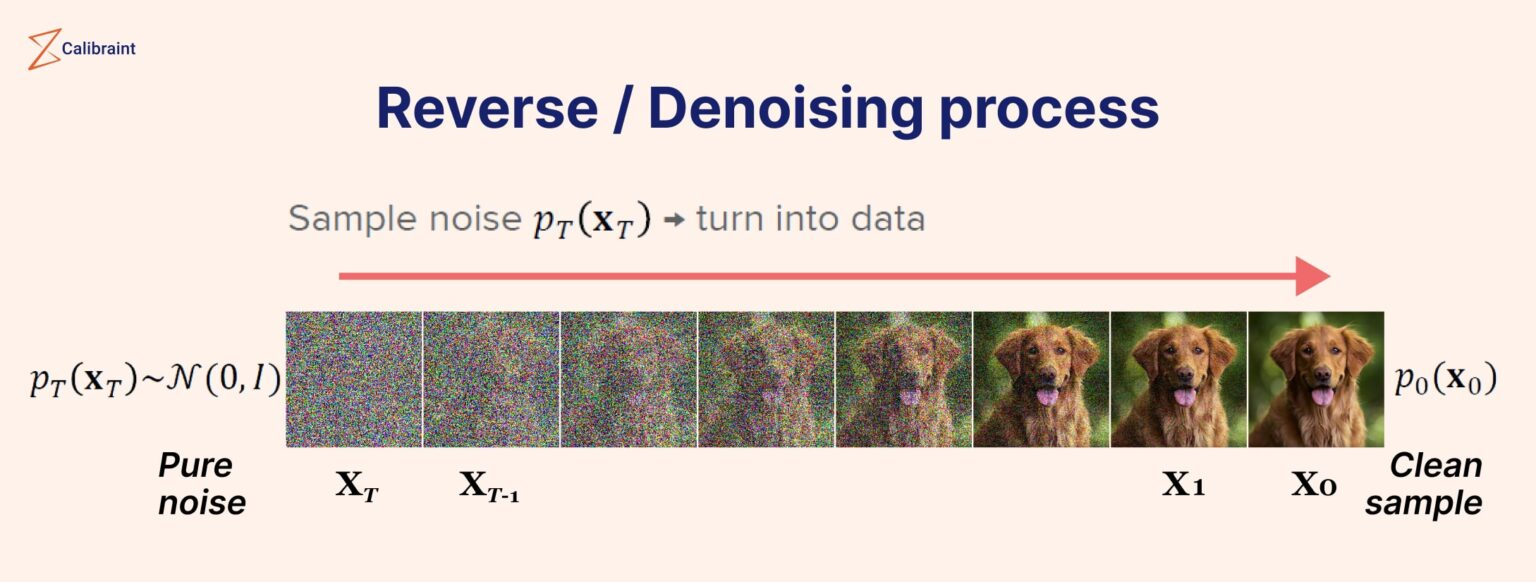 Calibraint
Reverse / Denoising process
Sample noise p_T(x_T) → turn into data
p_T(x_T)~𝒩(0, I)
p_0(x_0)
Pure
noise
X_T
X_{T-1}
X_1
X_0
Clean
sample